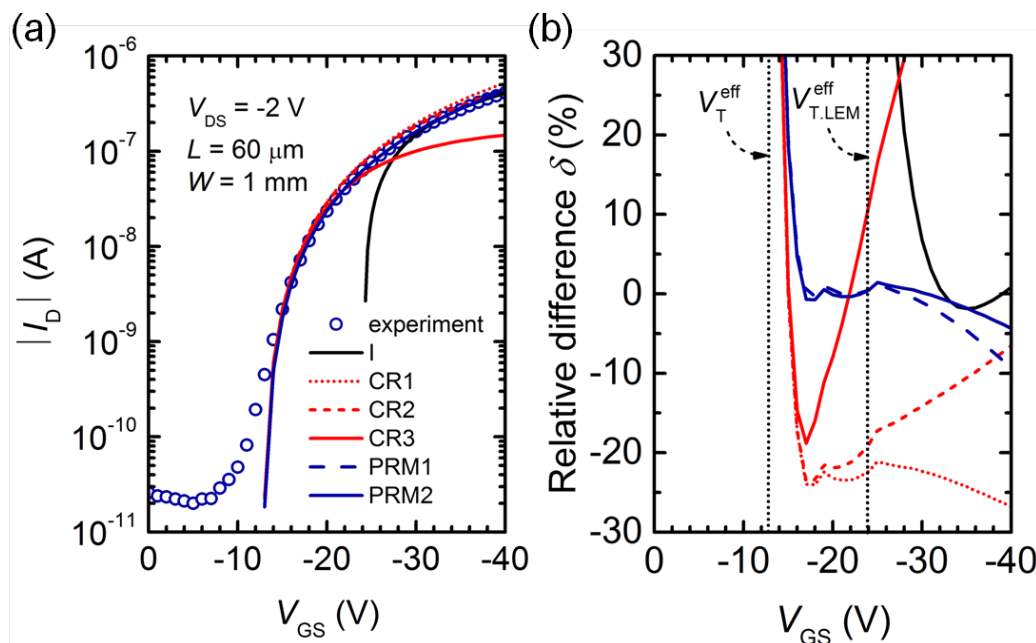 (a)
10⁻⁶
10⁻⁷
10⁻⁸
10⁻⁹
10⁻¹⁰
10⁻¹¹
|I_D| (A)
V_DS = -2 V
L = 60 μm
W = 1 mm
experiment
I
CR1
CR2
CR3
PRM1
PRM2
0 -10 -20 -30 -40
V_GS (V)
(b)
30
20
10
0
-10
-20
-30
Relative difference δ (%)
V_T^eff
V_T.LEM^eff
0 -10 -20 -30 -40
V_GS (V)